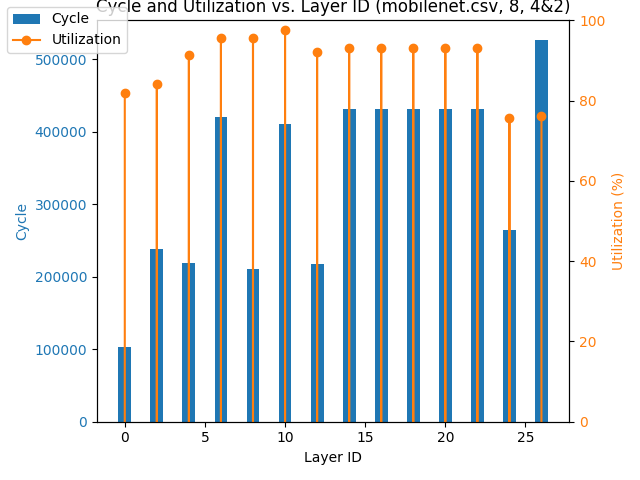 Cycle and Utilization vs. Layer ID (mobilenet.csv, 8, 4&2)
Cycle
Utilization
500000
400000
300000
200000
100000
0
Cycle
100
80
60
40
20
0
Utilization (%)
0 5 10 15 20 25
Layer ID